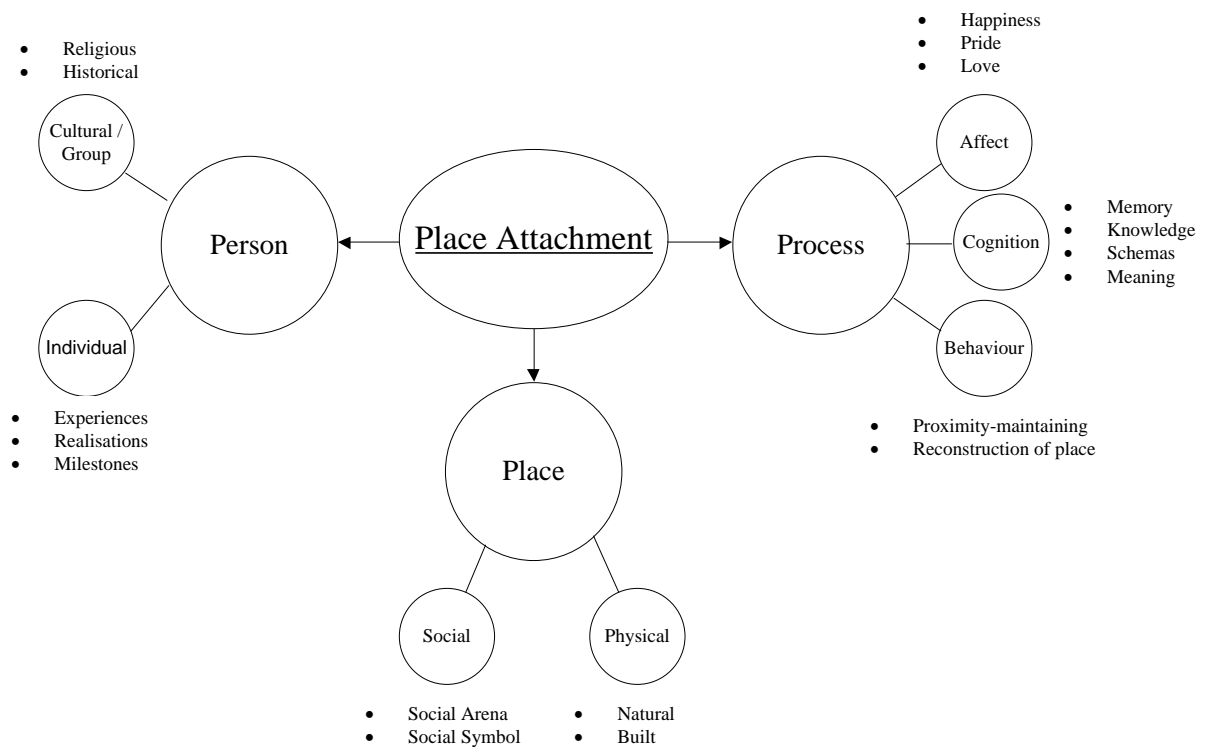 • Happiness
• Pride
• Love
• Religious
• Historical
Cultural /
Group
Affect
Person
Place Attachment
Process
Cognition
• Memory
• Knowledge
• Schemas
• Meaning
Individual
Behaviour
• Experiences
• Realisations
• Milestones
• Proximity-maintaining
• Reconstruction of place
Place
Social
Physical
• Social Arena
• Social Symbol
• Natural
• Built